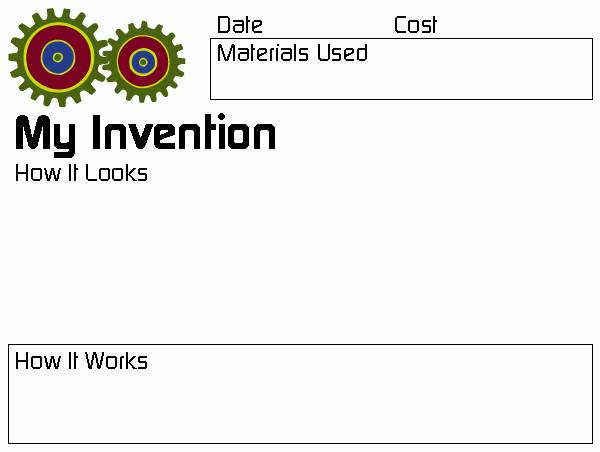 Date Cost
Materials Used
My Invention
How It Looks
How It Works